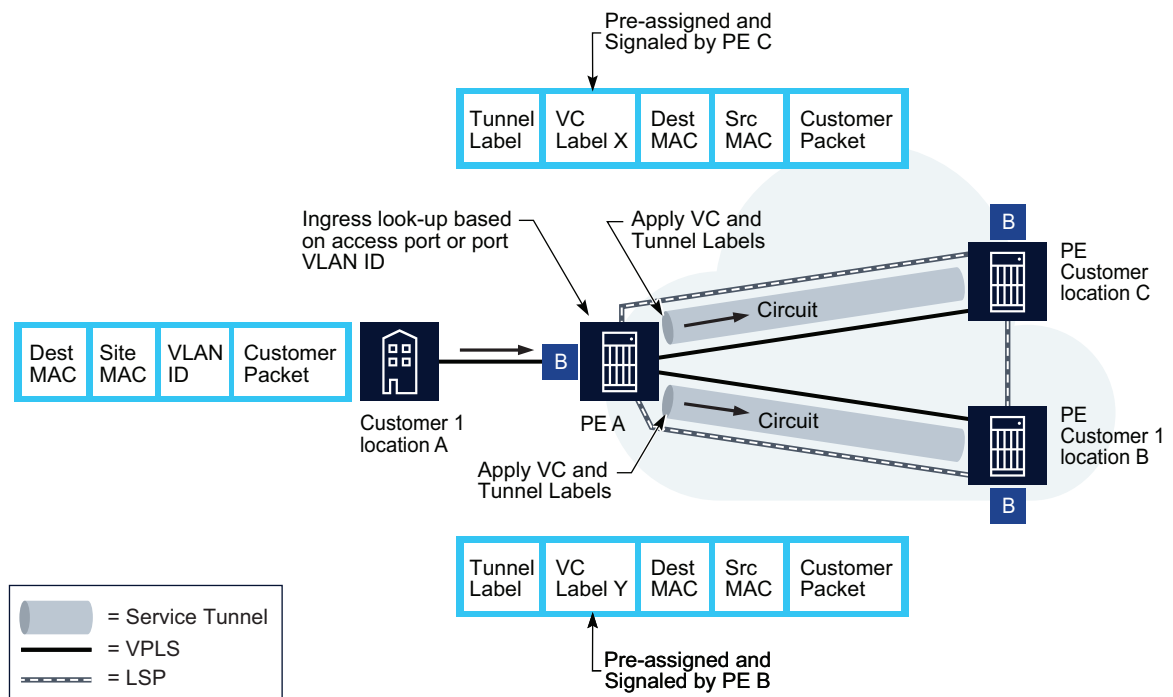 Pre-assigned and
Signaled by PE C
Tunnel Label
VC Label X
Dest MAC
Src MAC
Customer Packet
Ingress look-up based
on access port or port
VLAN ID
Apply VC and
Tunnel Labels
B
PE
Customer
location C
Circuit
Dest MAC
Site MAC
VLAN ID
Customer Packet
B
Customer 1
location A
PE A
Circuit
PE
Customer 1
location B
Apply VC and
Tunnel Labels
B
Tunnel Label
VC Label Y
Dest MAC
Src MAC
Customer Packet
Pre-assigned and
Signaled by PE B
= Service Tunnel
= VPLS
= LSP